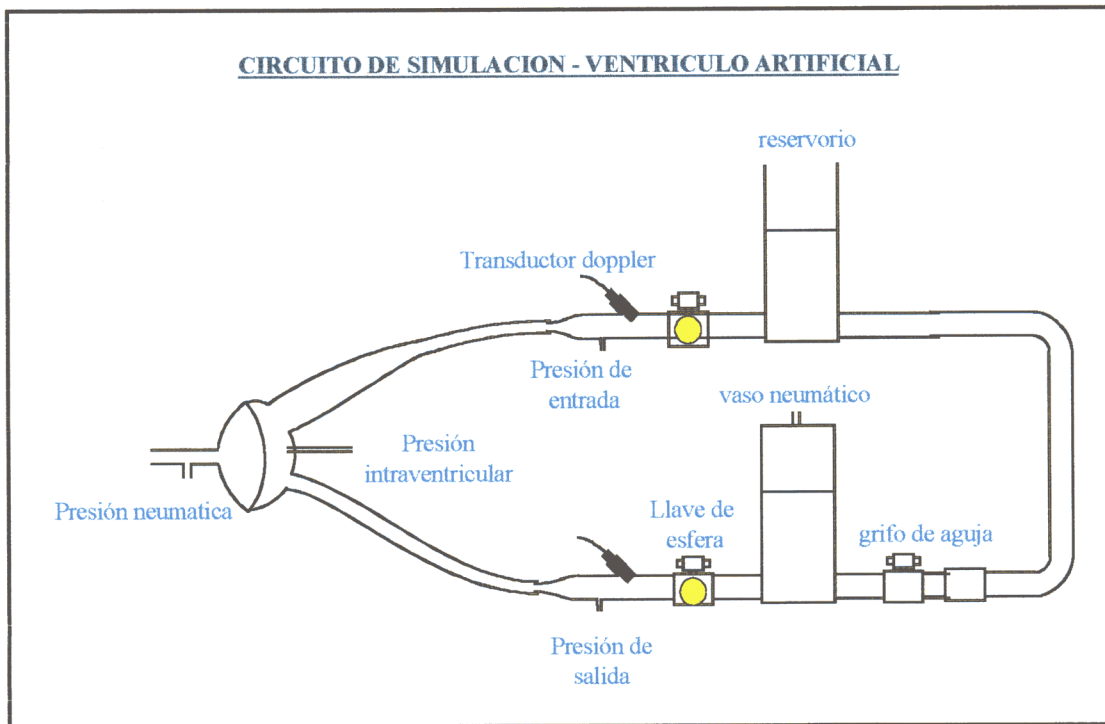 CIRCUITO DE SIMULACION - VENTRICULO ARTIFICIAL
reservorio
Transductor doppler
Presión de
entrada
vaso neumático
Presión
intraventricular
Presión neumatica
Llave de
esfera
grifo de aguja
Presión de
salida